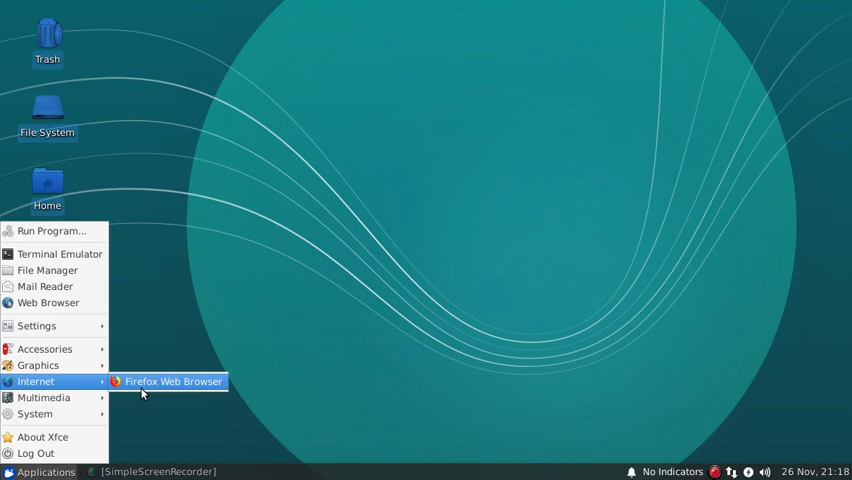 Trash
File System
Home
Run Program...
Terminal Emulator
File Manager
Mail Reader
Web Browser
Settings
Accessories
Graphics
Internet
Firefox Web Browser
Multimedia
System
About Xfce
Log Out
Applications [SimpleScreenRecorder] No Indicators 26 Nov, 21:18